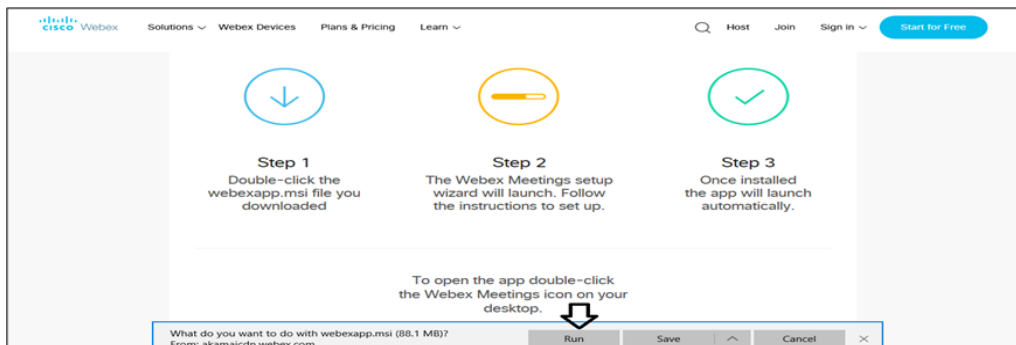 cisco Webex Solutions Webex Devices Plans & Pricing Learn Host Join Sign in Start for Free
Step 1
Double-click the
webexapp.msi file you
downloaded
Step 2
The Webex Meetings setup
wizard will launch. Follow
the instructions to set up.
Step 3
Once installed
the app will launch
automatically.
To open the app double-click
the Webex Meetings icon on your
desktop.
What do you want to do with webexapp.msi (88.1 MB)?
From: akamaicdn.webex.com
Run Save Cancel